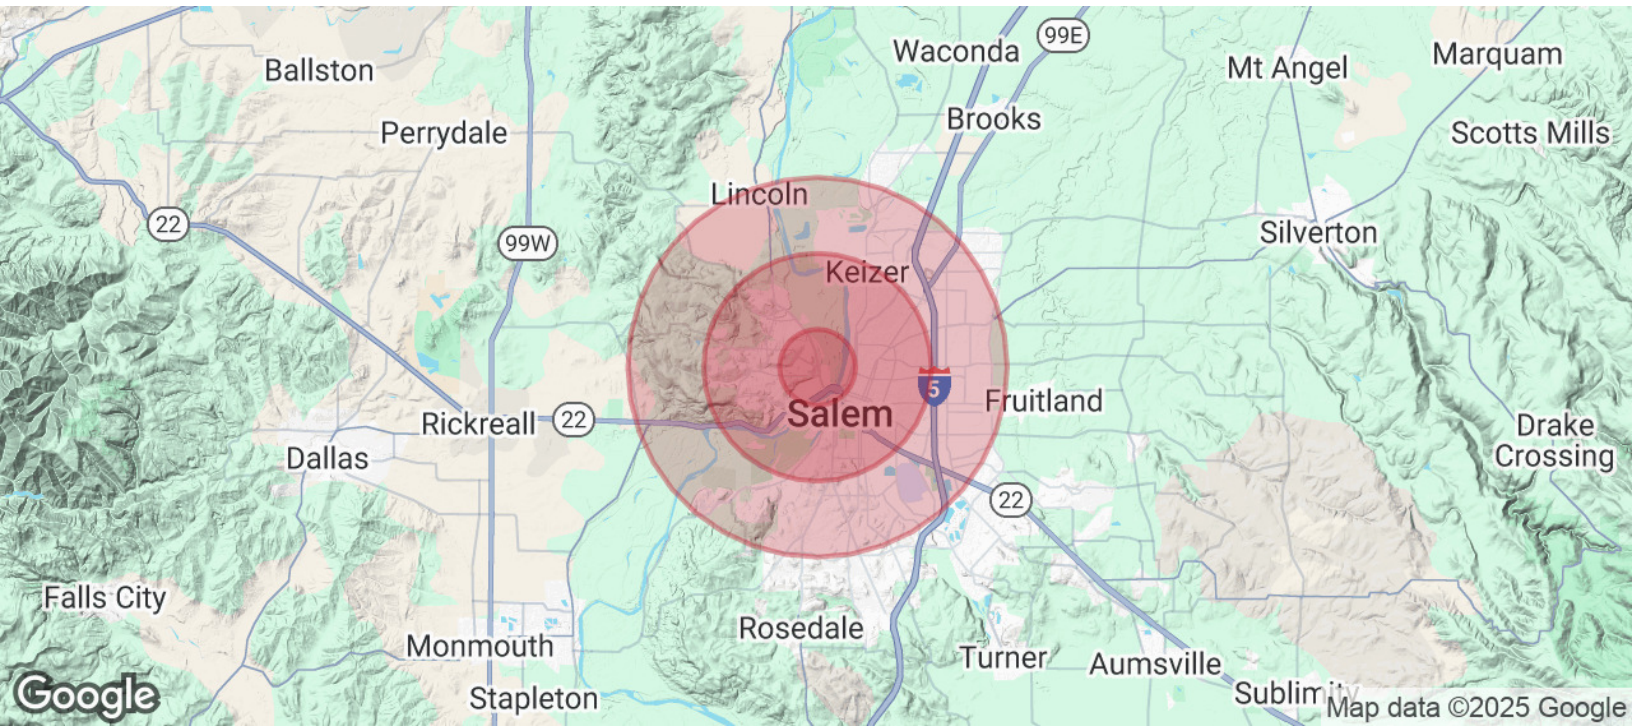 99E
Waconda
Marquam
Mt Angel
Ballston
Brooks
Perrydale
Scotts Mills
Lincoln
22
Silverton
99W
Keizer
5
Fruitland
Salem
22
Rickreall
Drake
Crossing
Dallas
22
Falls City
Rosedale
Monmouth
Turner
Aumsville
Sublimity
Stapleton
Google
Map data ©2025 Google